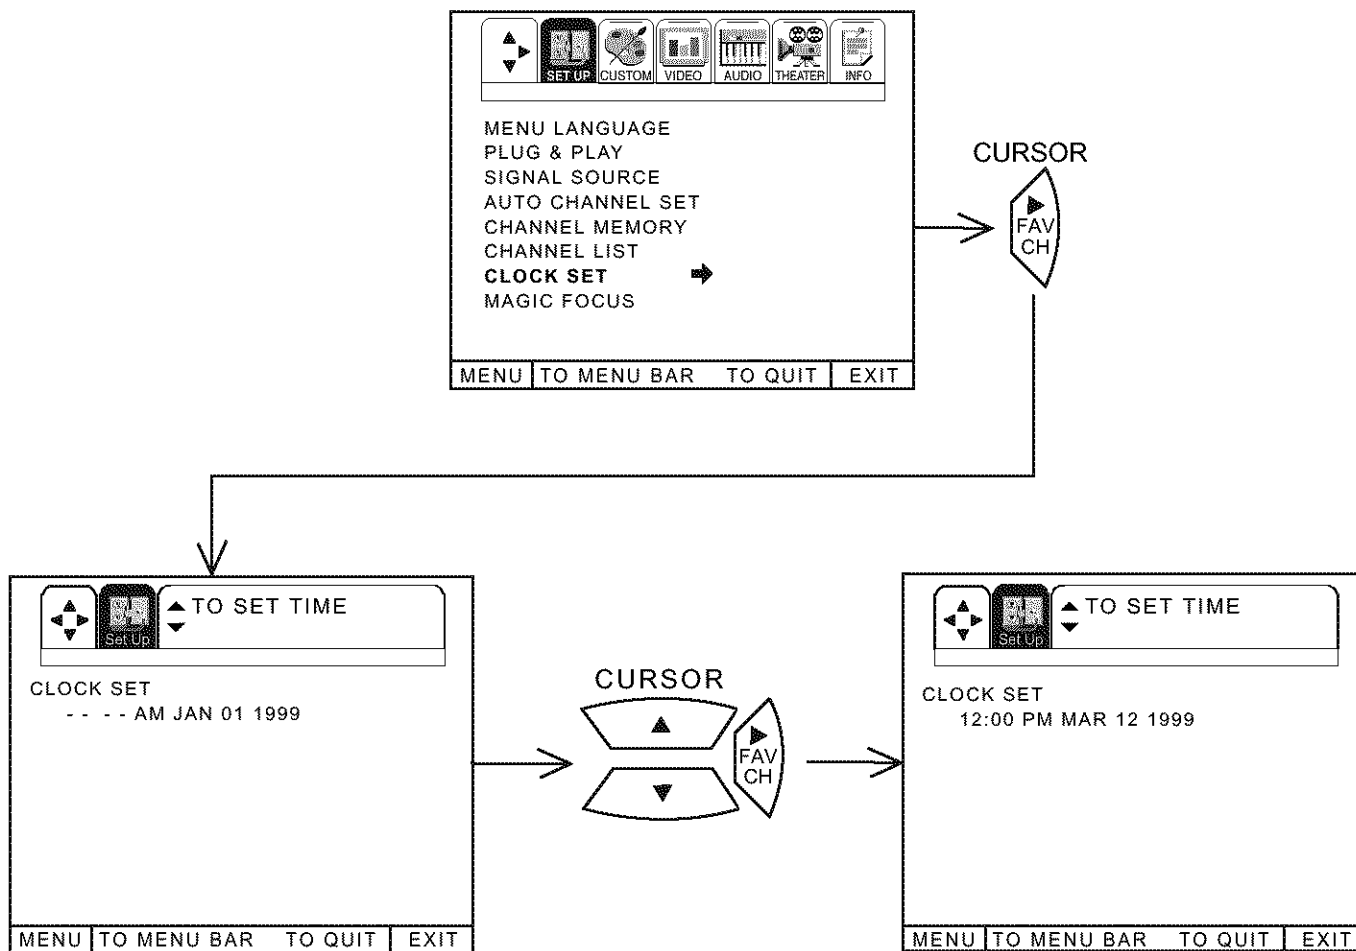 SET UP CUSTOM VIDEO AUDIO THEATER INFO
MENU LANGUAGE
PLUG & PLAY
SIGNAL SOURCE
AUTO CHANNEL SET
CHANNEL MEMORY
CHANNEL LIST
CLOCK SET
MAGIC FOCUS
MENU TO MENU BAR TO QUIT EXIT
CURSOR
FAV
CH
Set Up
TO SET TIME
CLOCK SET
- - - - AM JAN 01 1999
MENU TO MENU BAR TO QUIT EXIT
CURSOR
FAV
CH
Set Up
TO SET TIME
CLOCK SET
12:00 PM MAR 12 1999
MENU TO MENU BAR TO QUIT EXIT